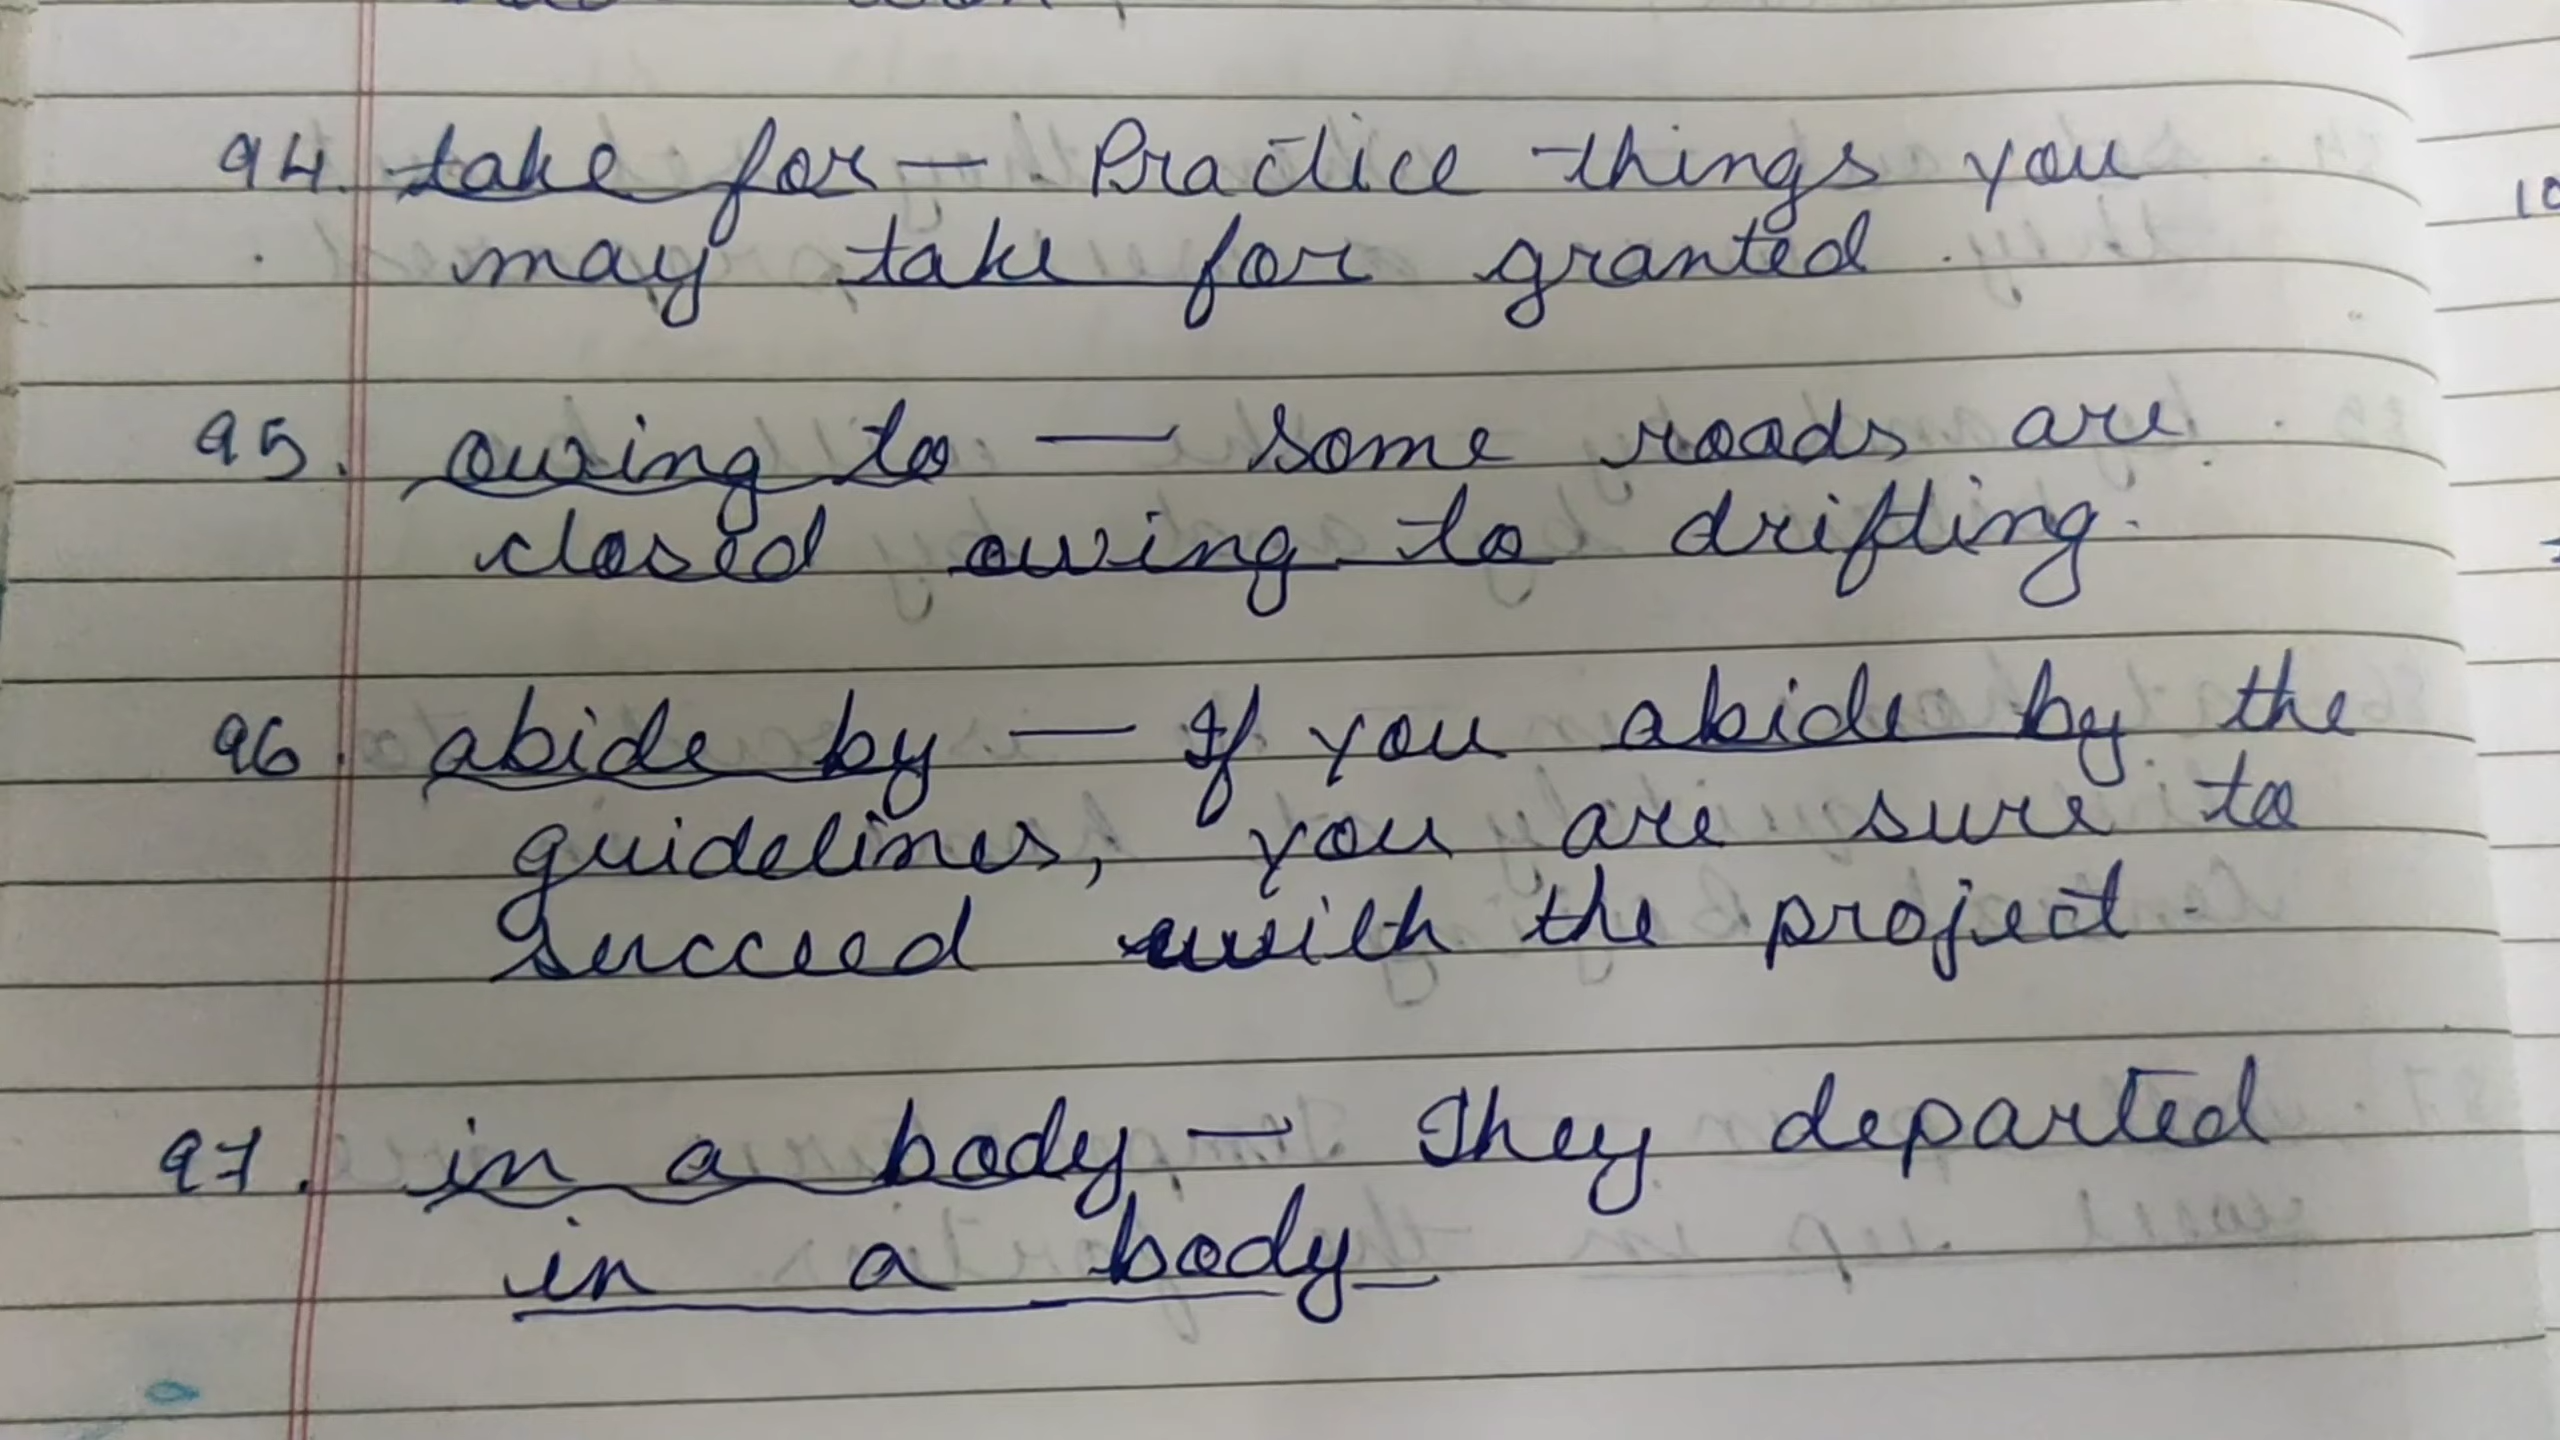 94. take for — Practice things you
may take for granted.
95. owing to — Some roads are
closed owing to drifting.
96. abide by — If you abide by the
guidelines, you are sure to
succeed with the project.
97. in a body — They departed
in a body
10